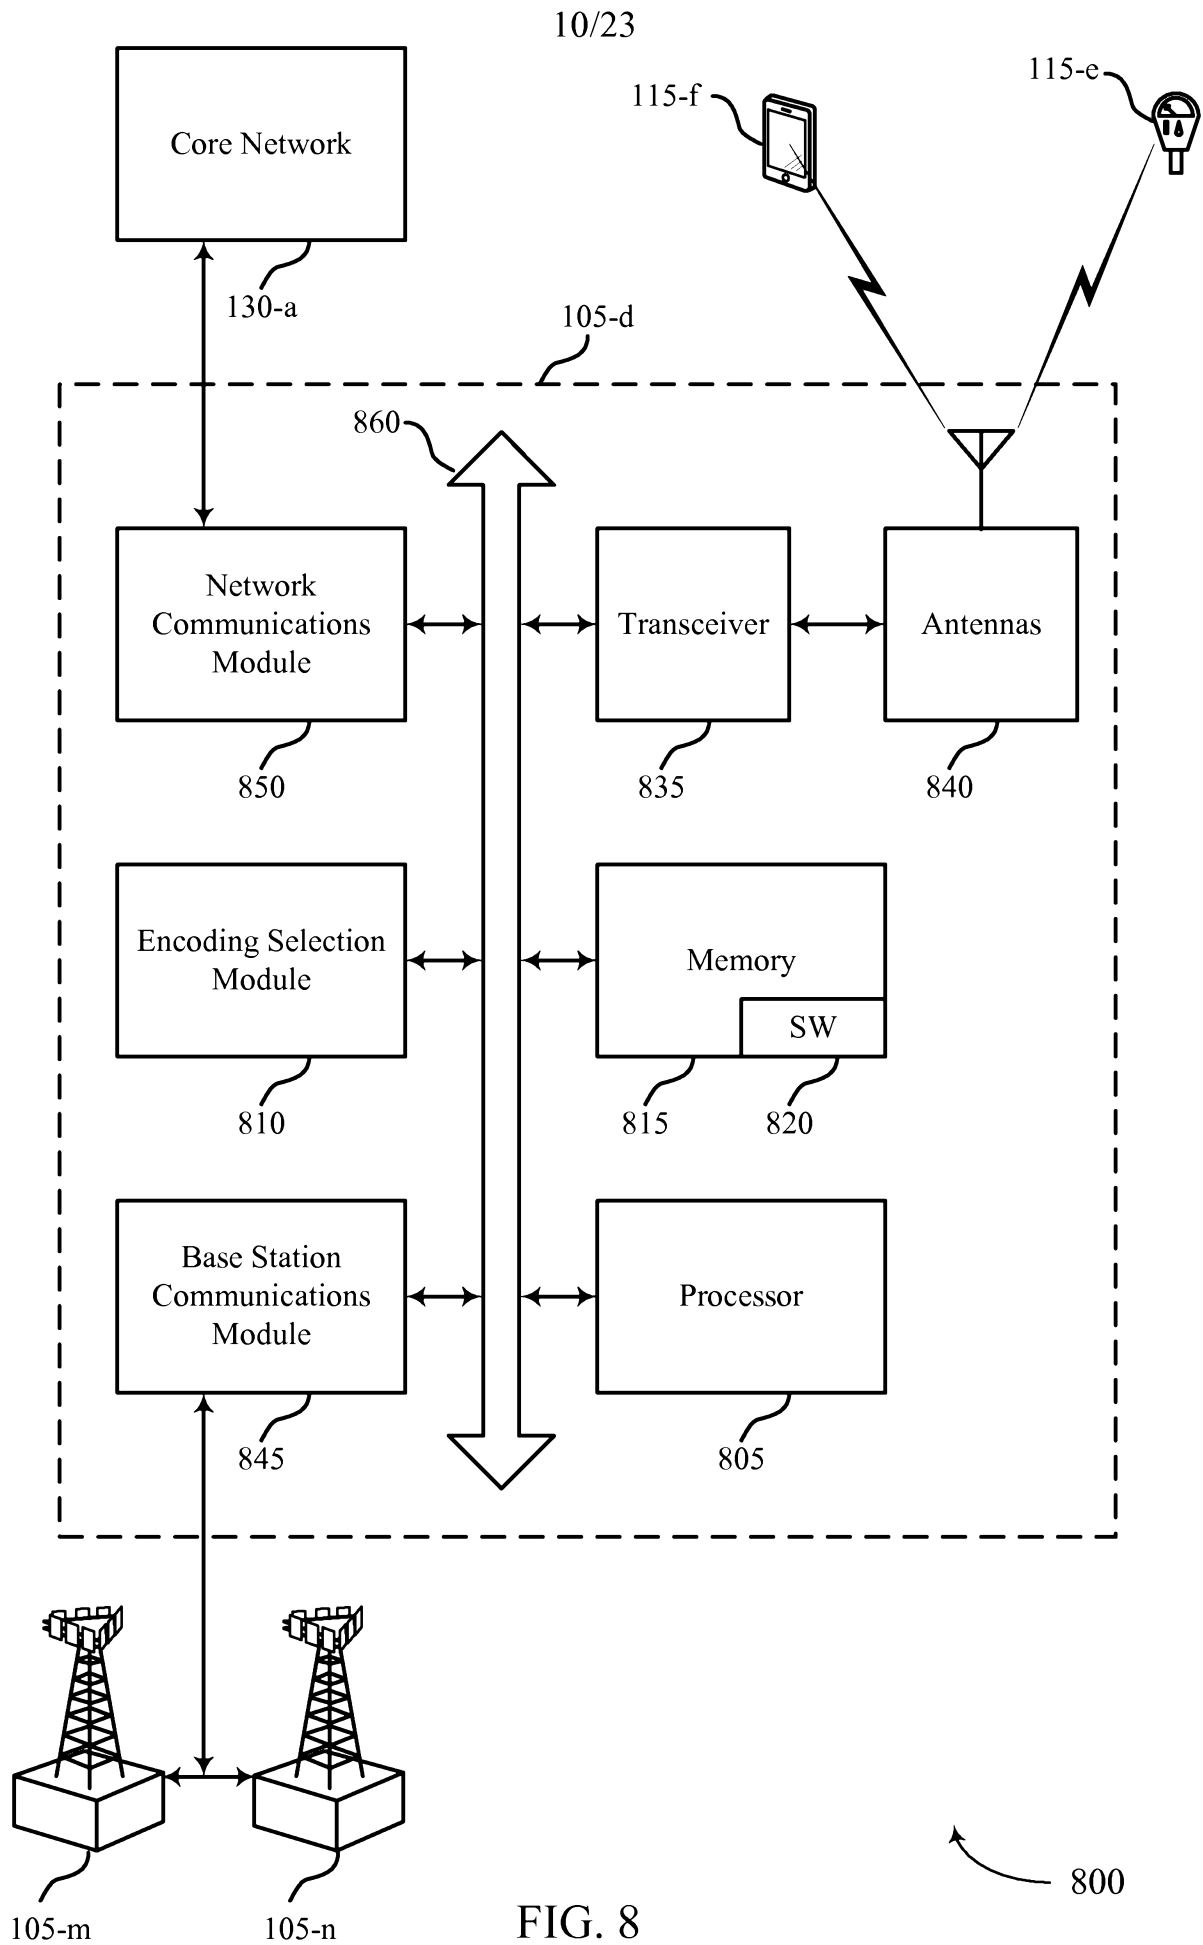 10/23
115-f
115-e
Core Network
130-a
105-d
860
Network
Communications
Module
Transceiver
Antennas
850
835
840
Encoding Selection
Module
Memory
SW
810
815
820
Base Station
Communications
Module
Processor
845
805
800
105-m
105-n
FIG. 8